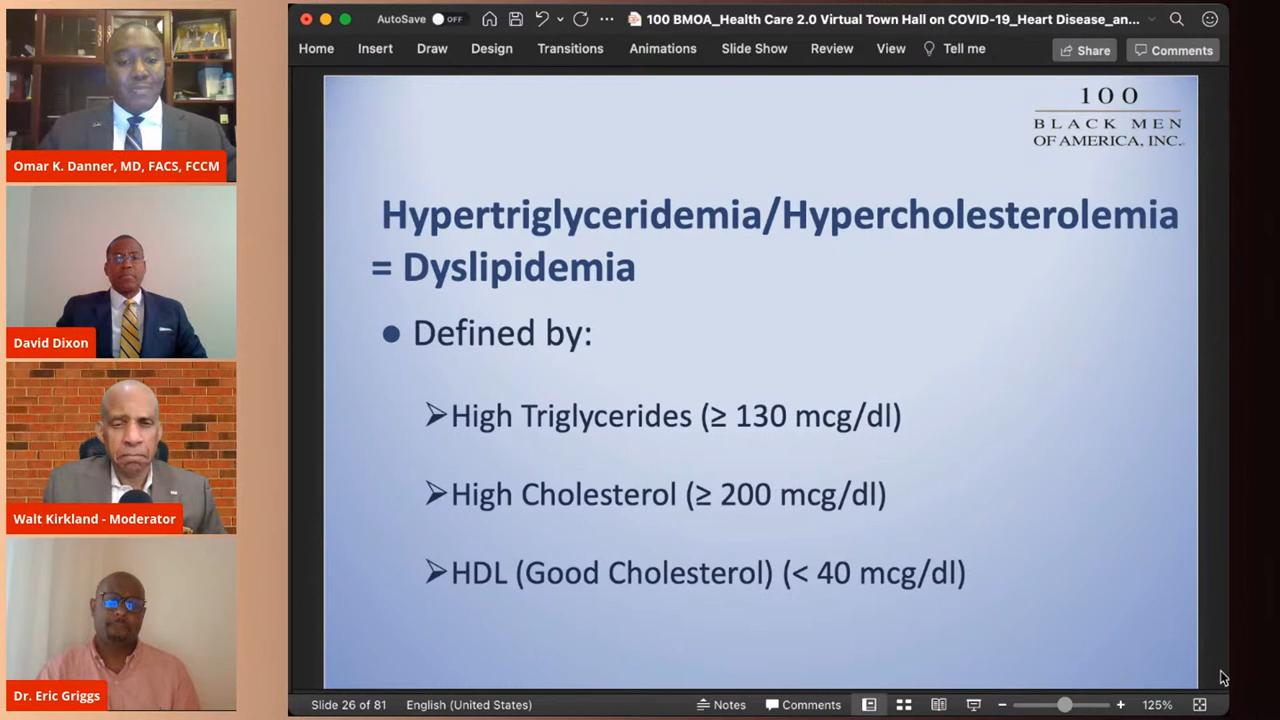 Omar K. Danner, MD, FACS, FCCM
David Dixon
Walt Kirkland - Moderator
Dr. Eric Griggs
AutoSave OFF
100 BMOA_Health Care 2.0 Virtual Town Hall on COVID-19_Heart Disease_an...
Home Insert Draw Design Transitions Animations Slide Show Review View Tell me Share Comments
100
BLACK MEN
OF AMERICA, INC.
Hypertriglyceridemia/Hypercholesterolemia
= Dyslipidemia
● Defined by:
➢High Triglycerides (≥ 130 mcg/dl)
➢High Cholesterol (≥ 200 mcg/dl)
➢HDL (Good Cholesterol) (< 40 mcg/dl)
Slide 26 of 81 English (United States) Notes Comments 125%